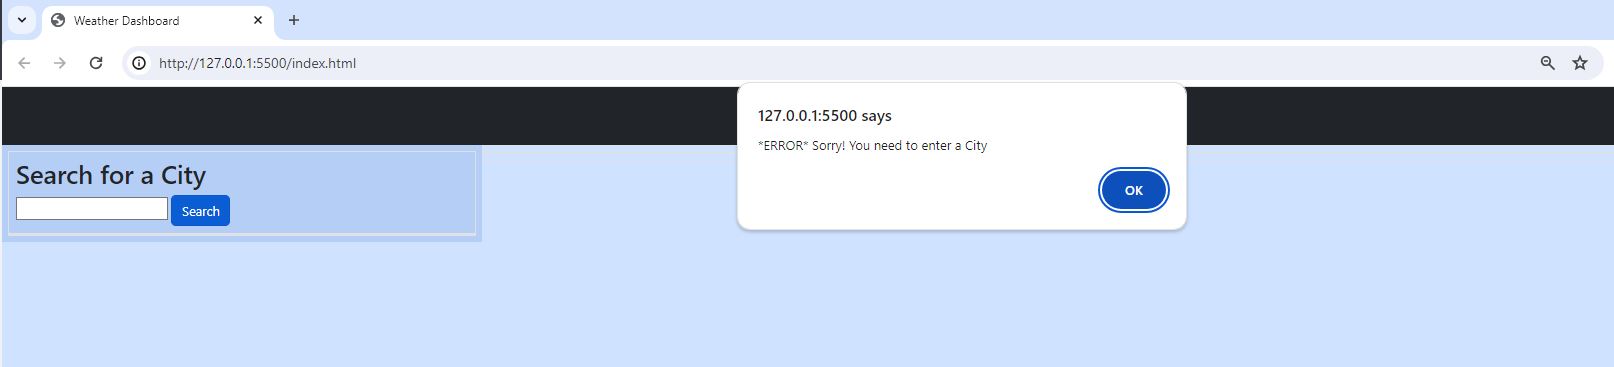 Weather Dashboard
http://127.0.0.1:5500/index.html
127.0.0.1:5500 says
*ERROR* Sorry! You need to enter a City
OK
Search for a City
Search